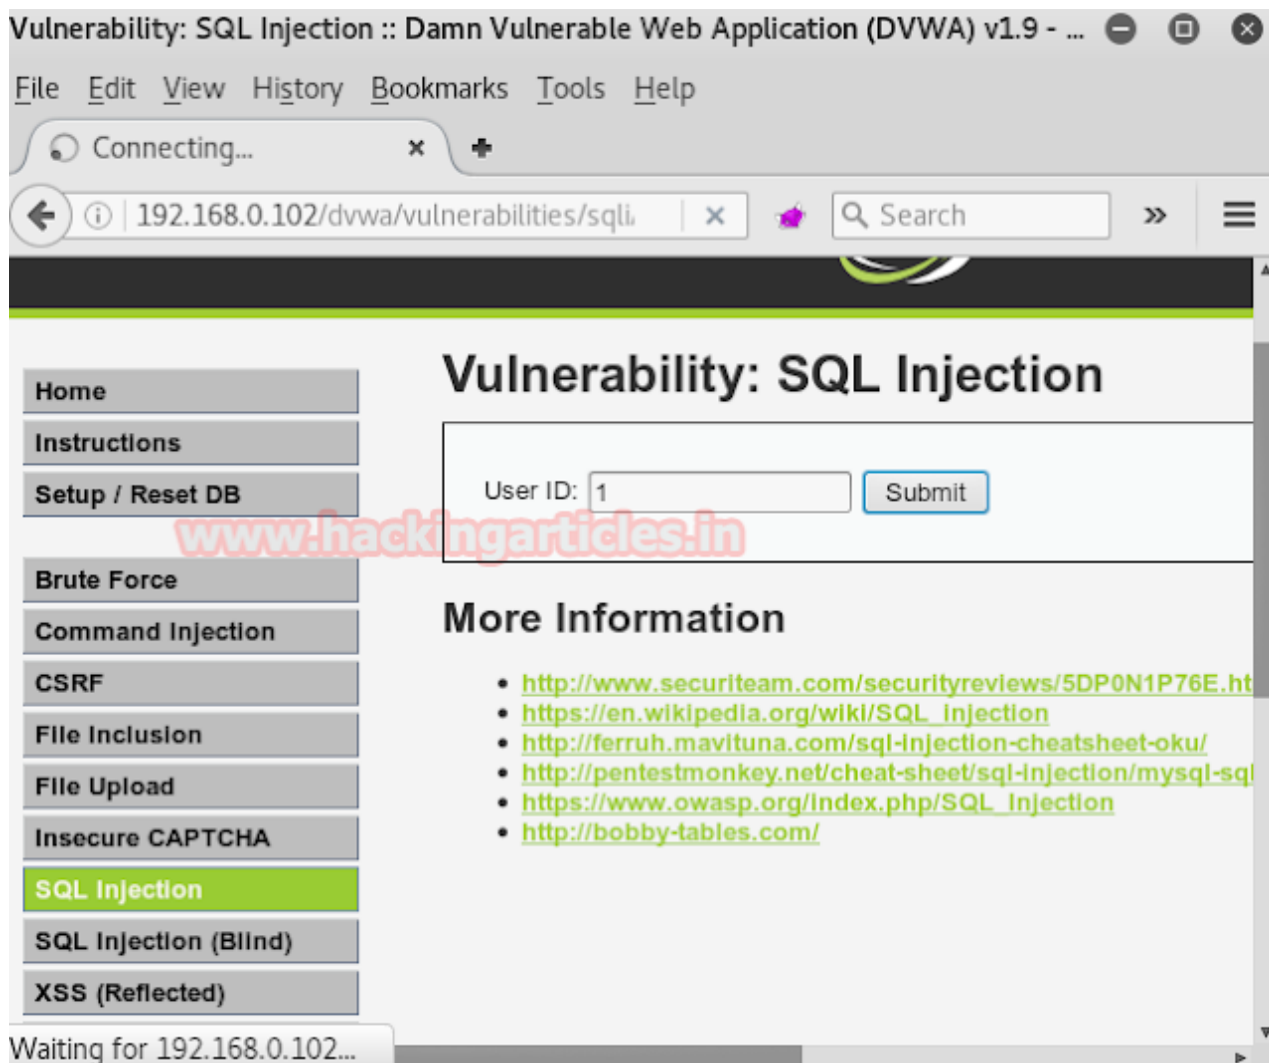 Vulnerability: SQL Injection :: Damn Vulnerable Web Application (DVWA) v1.9 - ...
File Edit View History Bookmarks Tools Help
Connecting...
192.168.0.102/dvwa/vulnerabilities/sqli/
Search
Home
Instructions
Setup / Reset DB
Brute Force
Command Injection
CSRF
File Inclusion
File Upload
Insecure CAPTCHA
SQL Injection
SQL Injection (Blind)
XSS (Reflected)
Vulnerability: SQL Injection
User ID: 1 Submit
www.hackingarticles.in
More Information
http://www.securiteam.com/securityreviews/5DP0N1P76E.ht
https://en.wikipedia.org/wiki/SQL_injection
http://ferruh.mavituna.com/sql-injection-cheatsheet-oku/
http://pentestmonkey.net/cheat-sheet/sql-injection/mysql-sql
https://www.owasp.org/index.php/SQL_Injection
http://bobby-tables.com/
Waiting for 192.168.0.102...